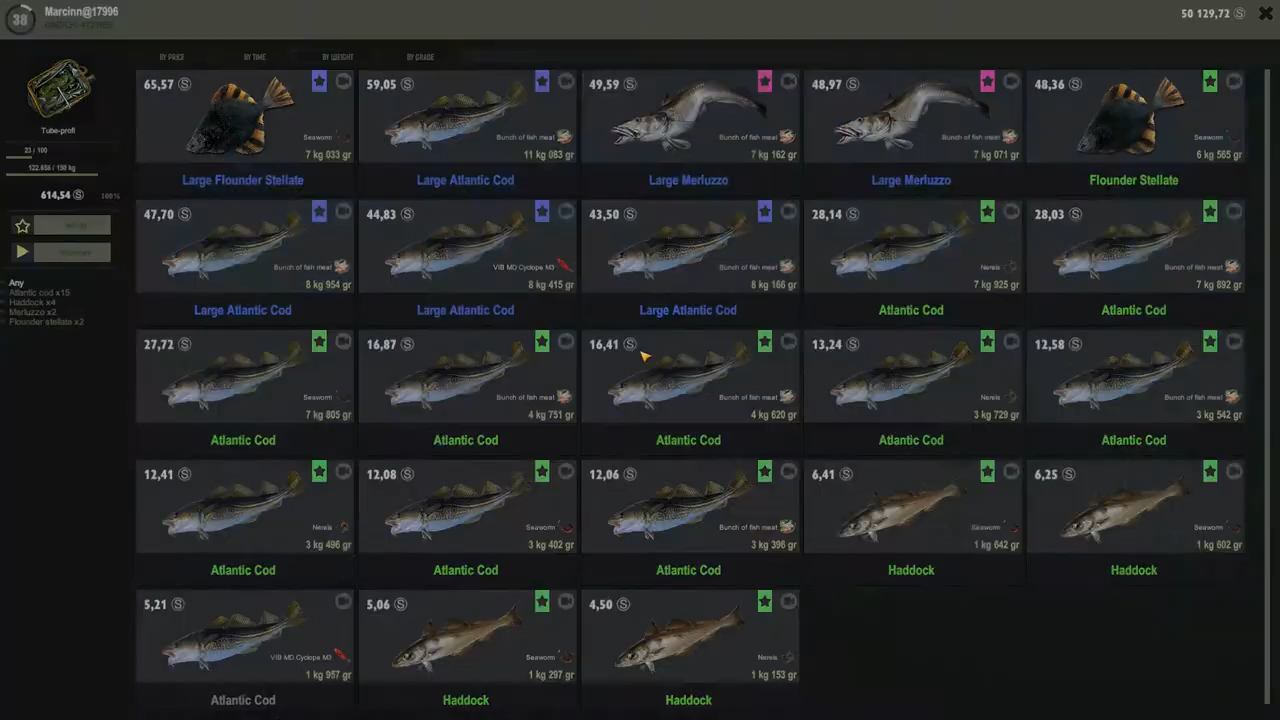 38
Marcinn@17996
50 129,72 S
BY PRICE BY TIME BY WEIGHT BY GRADE
Tube-profi
23 / 100
122.656 / 150 kg
614,54 S 100%
Any
Atlantic cod x15
Haddock x4
Merluzzo x2
Flounder stellate x2
65,57 S
Seaworm
7 kg 033 gr
Large Flounder Stellate
59,05 S
Bunch of fish meat
11 kg 083 gr
Large Atlantic Cod
49,59 S
Bunch of fish meat
7 kg 162 gr
Large Merluzzo
48,97 S
Bunch of fish meat
7 kg 071 gr
Large Merluzzo
48,36 S
Seaworm
6 kg 565 gr
Flounder Stellate
47,70 S
Bunch of fish meat
8 kg 954 gr
Large Atlantic Cod
44,83 S
VIB MD Cyclope M3
8 kg 415 gr
Large Atlantic Cod
43,50 S
Bunch of fish meat
8 kg 166 gr
Large Atlantic Cod
28,14 S
Nereis
7 kg 925 gr
Atlantic Cod
28,03 S
Bunch of fish meat
7 kg 892 gr
Atlantic Cod
27,72 S
Seaworm
7 kg 805 gr
Atlantic Cod
16,87 S
Bunch of fish meat
4 kg 751 gr
Atlantic Cod
16,41 S
Bunch of fish meat
4 kg 620 gr
Atlantic Cod
13,24 S
Nereis
3 kg 729 gr
Atlantic Cod
12,58 S
Bunch of fish meat
3 kg 542 gr
Atlantic Cod
12,41 S
Nereis
3 kg 496 gr
Atlantic Cod
12,08 S
Seaworm
3 kg 402 gr
Atlantic Cod
12,06 S
Bunch of fish meat
3 kg 396 gr
Atlantic Cod
6,41 S
Seaworm
1 kg 642 gr
Haddock
6,25 S
Seaworm
1 kg 602 gr
Haddock
5,21 S
VIB MD Cyclope M3
1 kg 957 gr
Atlantic Cod
5,06 S
Seaworm
1 kg 297 gr
Haddock
4,50 S
Nereis
1 kg 153 gr
Haddock